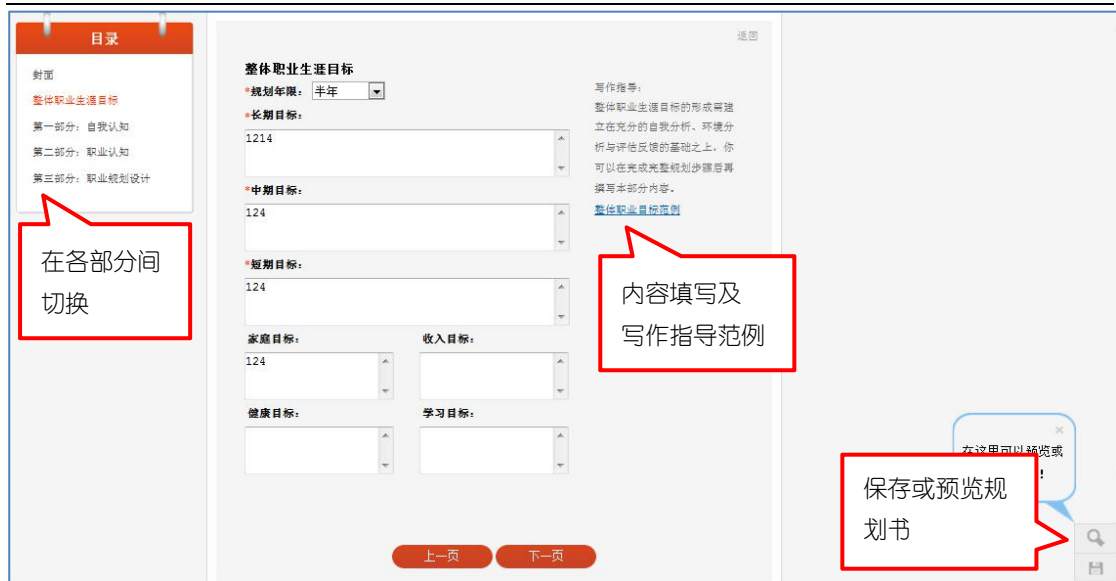 目录
封面
整体职业生涯目标
第一部分：自我认知
第二部分：职业认知
第三部分：职业规划设计
在各部分间
切换
返回
整体职业生涯目标
*规划年限： 半年
*长期目标：
1214
*中期目标：
124
*短期目标：
124
家庭目标： 收入目标：
124
健康目标： 学习目标：
上一页 下一页
写作指导：
整体职业生涯目标的形成需建
立在充分的自我分析、环境分
析与评估反馈的基础之上。你
可以在完成完整规划步骤后再
撰写本部分内容。
整体职业目标范例
内容填写及
写作指导范例
在这里可以预览或
！
保存或预览规
划书